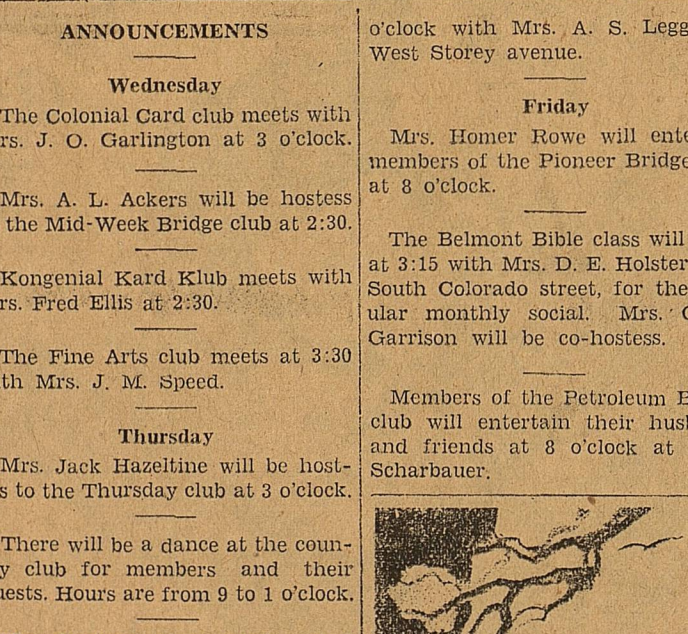 ANNOUNCEMENTS
Wednesday
The Colonial Card club meets with
rs. J. O. Garlington at 3 o'clock.
Mrs. A. L. Ackers will be hostess
the Mid-Week Bridge club at 2:30.
Kongenial Kard Klub meets with
rs. Fred Ellis at 2:30.
The Fine Arts club meets at 3:30
th Mrs. J. M. Speed.
Thursday
Mrs. Jack Hazeltine will be host-
s to the Thursday club at 3 o'clock.
There will be a dance at the coun-
y club for members and their
uests. Hours are from 9 to 1 o'clock.
o'clock with Mrs. A. S. Legg
West Storey avenue.
Friday
Mrs. Homer Rowe will ente
members of the Pioneer Bridge
at 8 o'clock.
The Belmont Bible class will
at 3:15 with Mrs. D. E. Holster
South Colorado street, for the
ular monthly social. Mrs.
Garrison will be co-hostess.
Members of the Petroleum B
club will entertain their hus
and friends at 8 o'clock at
Scharbauer.